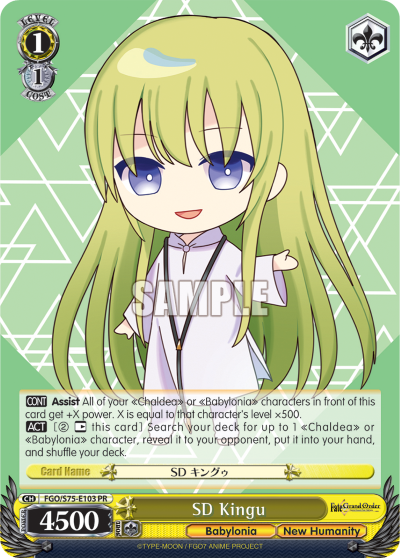 LEVEL
1
1
COST
SAMPLE
CONT Assist All of your «Chaldea» or «Babylonia» characters in front of this
card get +X power. X is equal to that character's level ×500.
ACT [② this card] Search your deck for up to 1 «Chaldea» or
«Babylonia» character, reveal it to your opponent, put it into your hand,
and shuffle your deck.
Card Name
SD キングゥ
CH FGO/S75-E103 PR
POWER 4500 SOUL
SD Kingu
Fate/Grand Order
Babylonia New Humanity
©TYPE-MOON / FGO7 ANIME PROJECT